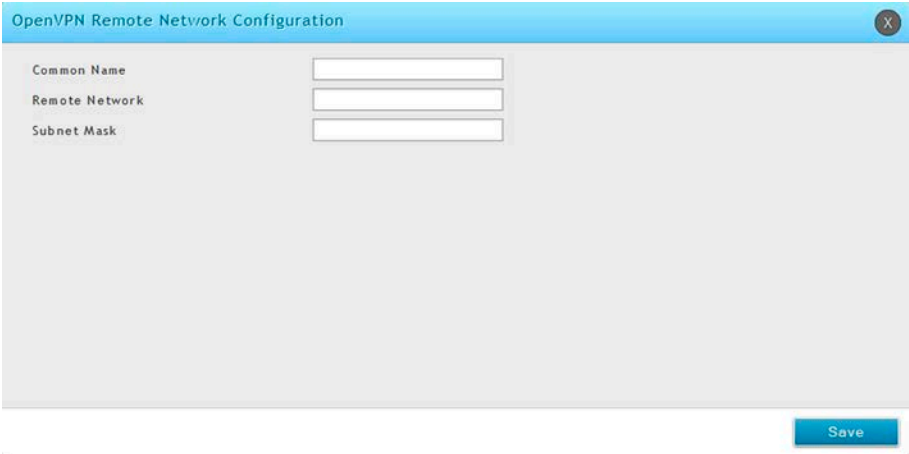 OpenVPN Remote Network Configuration
X
Common Name
Remote Network
Subnet Mask
Save